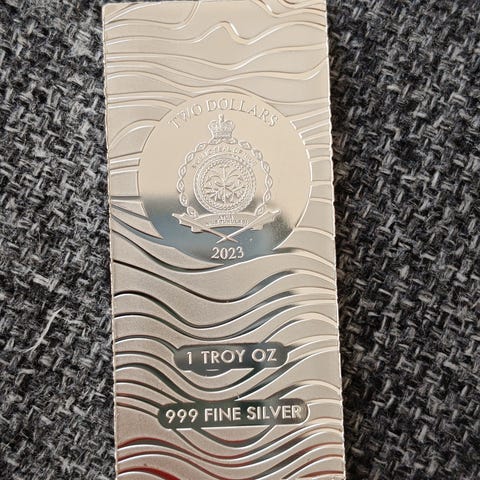 TWO DOLLARS
2023
1 TROY OZ
999 FINE SILVER